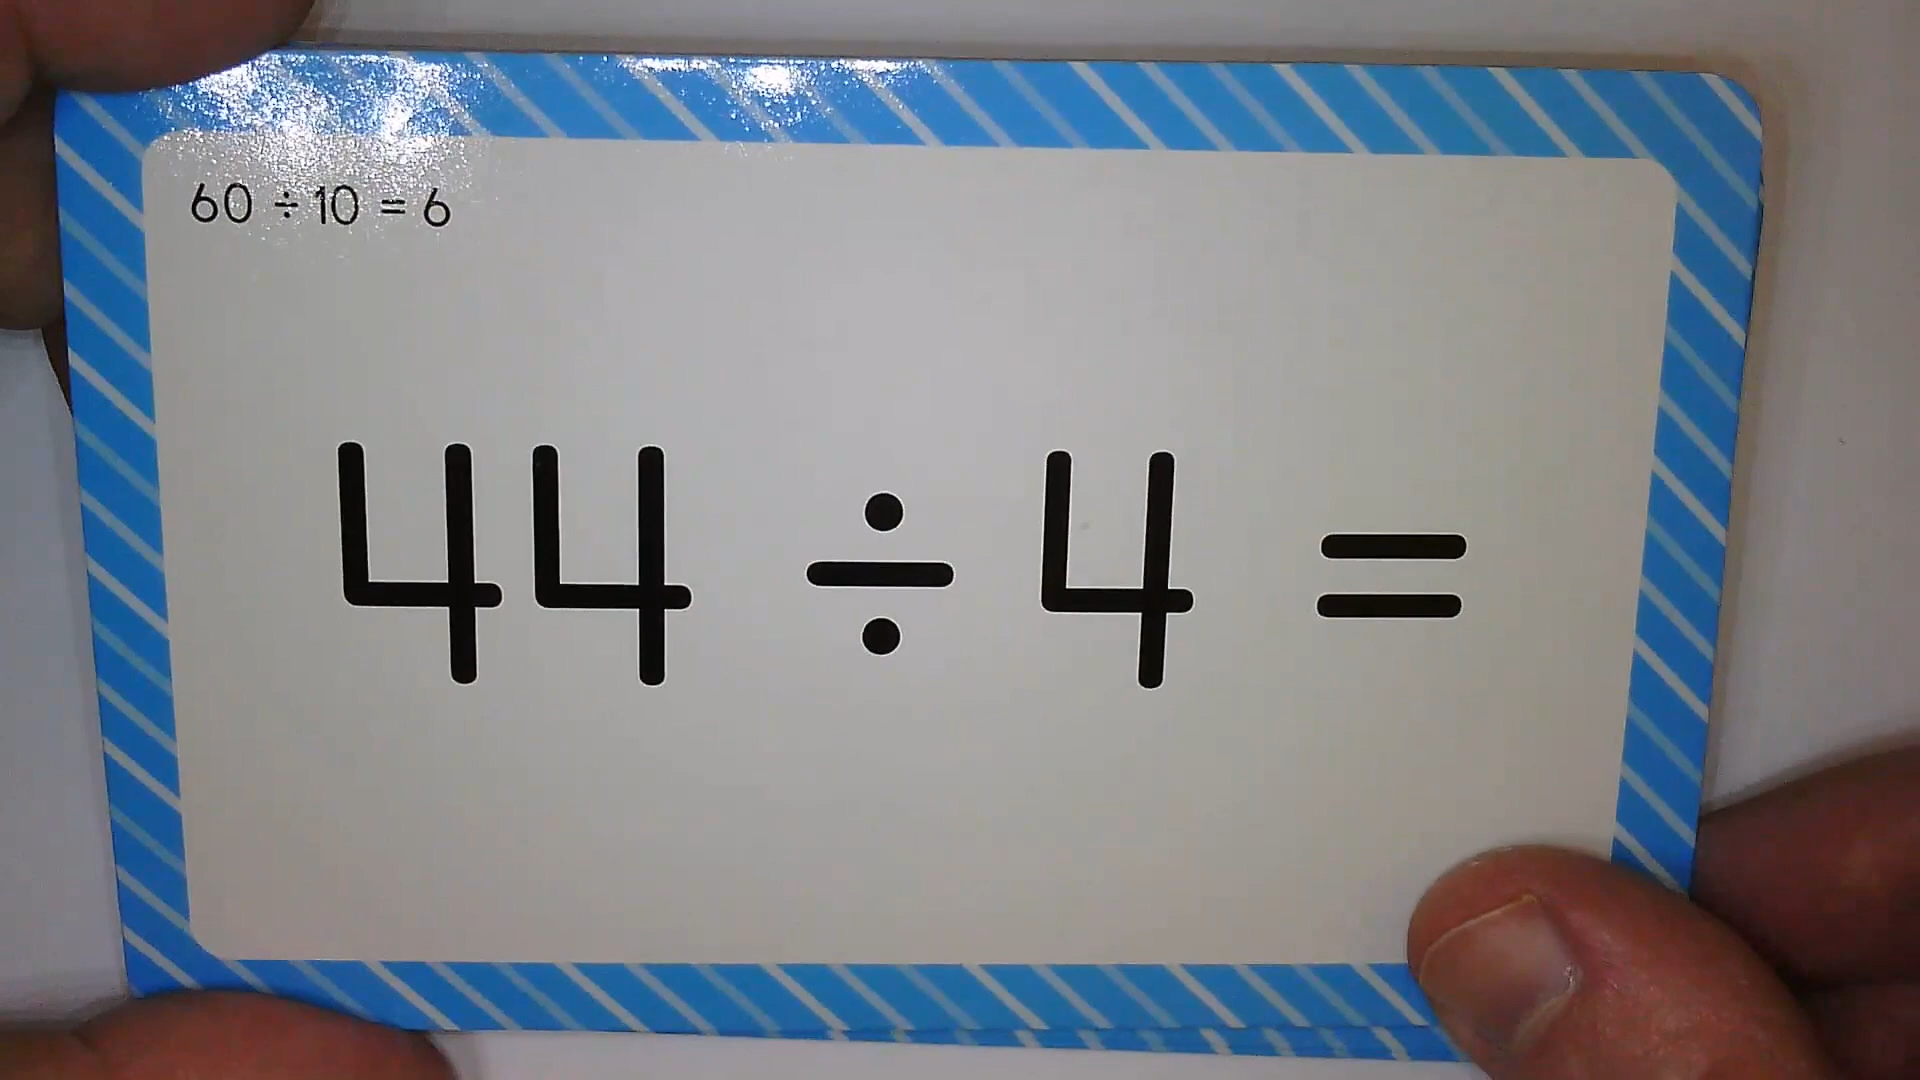 60 ÷ 10 = 6
44 ÷ 4 =